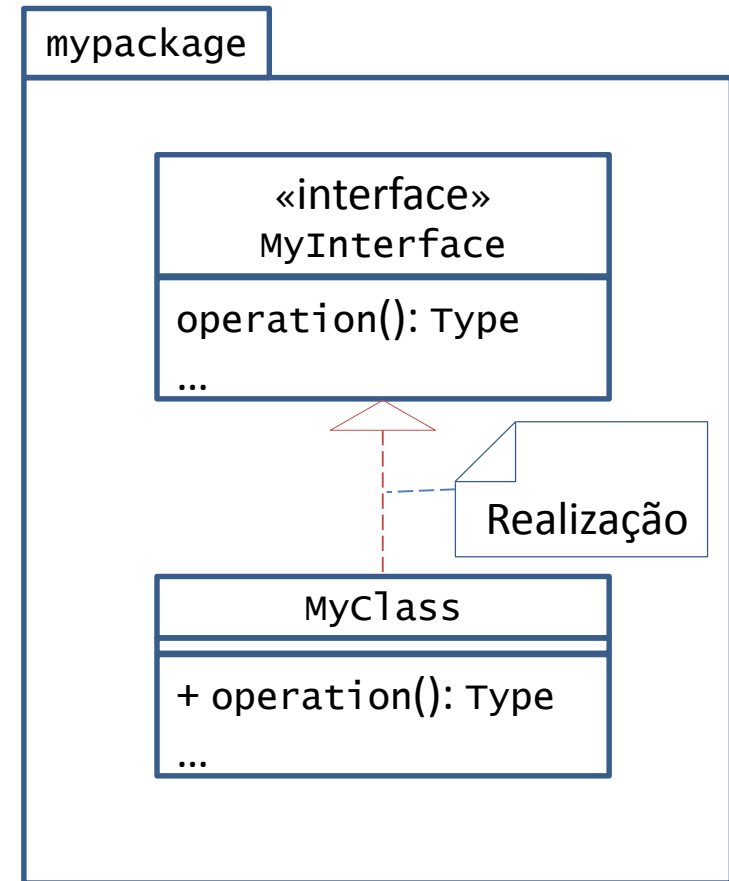 mypackage
«interface»
MyInterface
operation(): Type
...
Realização
MyClass
+ operation(): Type
...